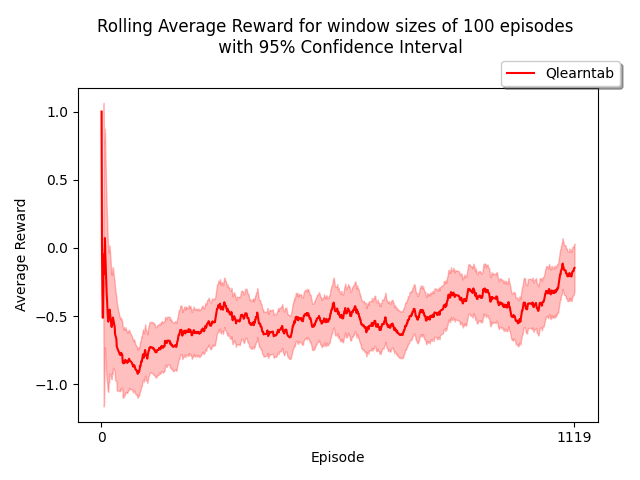 Rolling Average Reward for window sizes of 100 episodes
with 95% Confidence Interval
Qlearntab
1.0
0.5
0.0
−0.5
−1.0
Average Reward
0
1119
Episode